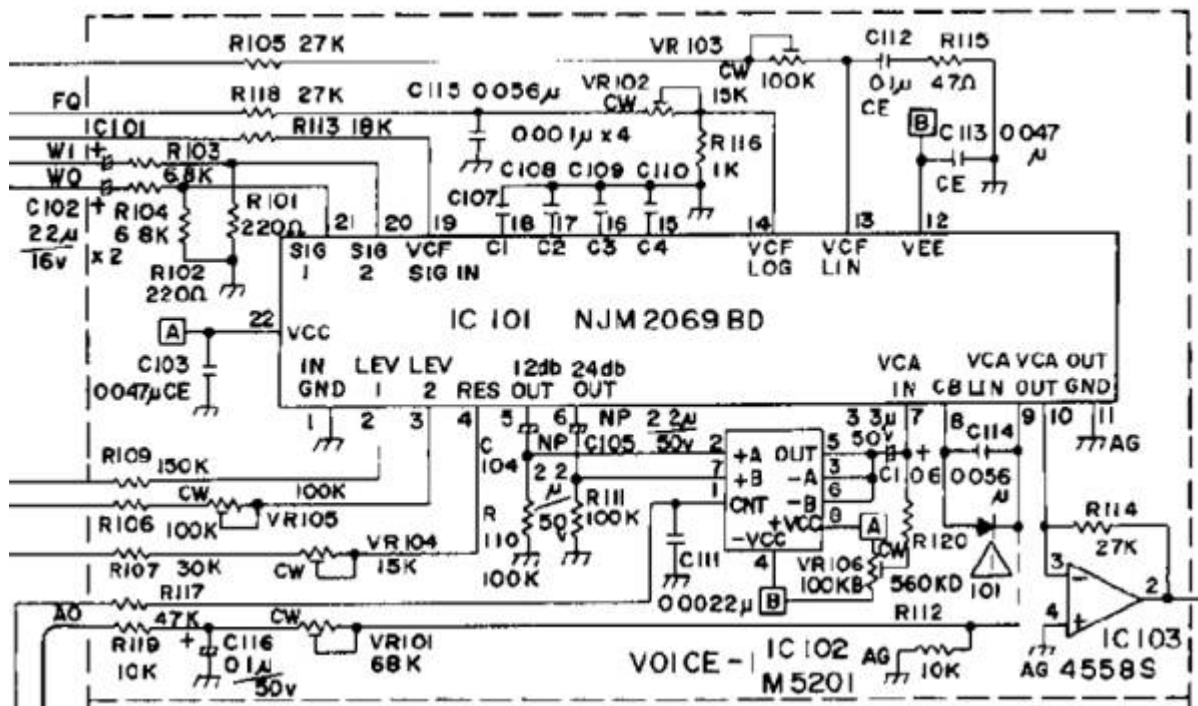 R105 27K
VR103
CW
100K
C112
0.1μ
CE
R115
47Ω
FQ
R118 27K
C115 0.056μ
VR102
CW
15K
C101
R113 18K
0.001μ x4
R116
1K
B
C113 0.047
μ
CE
W1 +
R103
6.8K
WQ
C102
22μ
16v
+
x2
R104
6.8K
R101
220Ω
R102
220Ω
C107
C108
C109
C110
21
20
19
18
17
16
15
14
13
12
SIG
1
SIG
2
VCF
SIG IN
C1
C2
C3
C4
VCF
LOG
VCF
LIN
VEE
A
22
VCC
IC 101 NJM2069BD
C103
0.047μCE
IN
GND
LEV
1
LEV
2
RES
12db
OUT
24db
OUT
VCA
IN
CB
VCA
LIN
VCA
OUT
OUT
GND
1
2
3
4
5
6
7
8
9
10
11
AG
NP 2.2μ
50v
C105
3.3μ
50v
C1
06
+
C114
0.056
μ
C
104
NP
2.2
μ
50
v
R
110
100K
R111
100K
2
+A
OUT
5
7
+B
-A
3
1
CNT
-B
6
+VCC
8
-VCC
4
A
B
R109
150K
CW
100K
R106
100K
VR105
R107
30K
CW
VR104
15K
C111
0.0022μ
VR106
100KB
CW
R120
560KD
101
R114
27K
3
-
2
4
+
IC103
4558S
AG
R117
47K
AQ
R119
10K
+
C116
0.1μ
50v
CW
VR101
68K
R112
10K
AG
VOICE-1
IC102
M5201